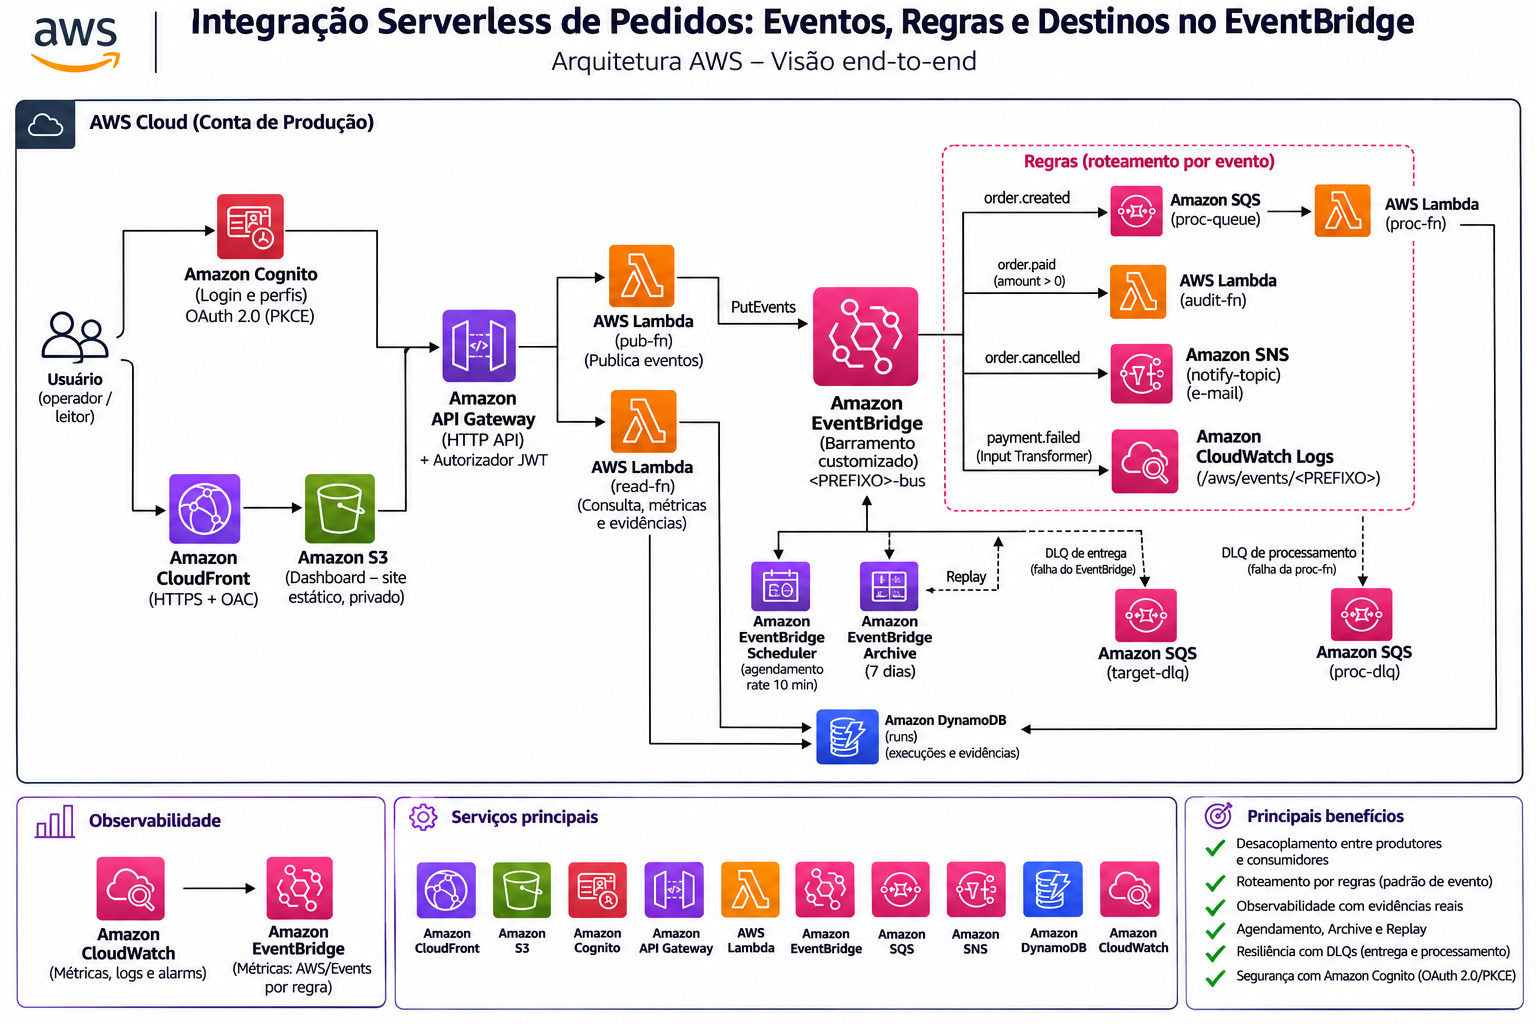 aws
Integração Serverless de Pedidos: Eventos, Regras e Destinos no EventBridge
Arquitetura AWS – Visão end-to-end
AWS Cloud (Conta de Produção)
Usuário
(operador /
leitor)
Amazon Cognito
(Login e perfis)
OAuth 2.0 (PKCE)
Amazon
CloudFront
(HTTPS + OAC)
Amazon S3
(Dashboard – site
estático, privado)
Amazon
API Gateway
(HTTP API)
+ Autorizador JWT
AWS Lambda
(pub-fn)
(Publica eventos)
AWS Lambda
(read-fn)
(Consulta, métricas
e evidências)
PutEvents
Amazon
EventBridge
(Barramento
customizado)
<PREFIXO>-bus
Regras (roteamento por evento)
order.created
Amazon SQS
(proc-queue)
AWS Lambda
(proc-fn)
order.paid
(amount > 0)
AWS Lambda
(audit-fn)
order.cancelled
Amazon SNS
(notify-topic)
(e-mail)
payment.failed
(Input Transformer)
Amazon
CloudWatch Logs
(/aws/events/<PREFIXO>)
Amazon
EventBridge
Scheduler
(agendamento
rate 10 min)
Amazon
EventBridge
Archive
(7 dias)
Replay
DLQ de entrega
(falha do EventBridge)
Amazon SQS
(target-dlq)
DLQ de processamento
(falha da proc-fn)
Amazon SQS
(proc-dlq)
Amazon DynamoDB
(runs)
(execuções e evidências)
Observabilidade
Amazon
CloudWatch
(Métricas, logs e alarms)
Amazon
EventBridge
(Métricas: AWS/Events
por regra)
Serviços principais
Amazon
CloudFront
Amazon
S3
Amazon
Cognito
Amazon
API Gateway
AWS
Lambda
Amazon
EventBridge
Amazon
SQS
Amazon
SNS
Amazon
DynamoDB
Amazon
CloudWatch
Principais benefícios
Desacoplamento entre produtores
e consumidores
Roteamento por regras (padrão de evento)
Observabilidade com evidências reais
Agendamento, Archive e Replay
Resiliência com DLQs (entrega e processamento)
Segurança com Amazon Cognito (OAuth 2.0/PKCE)